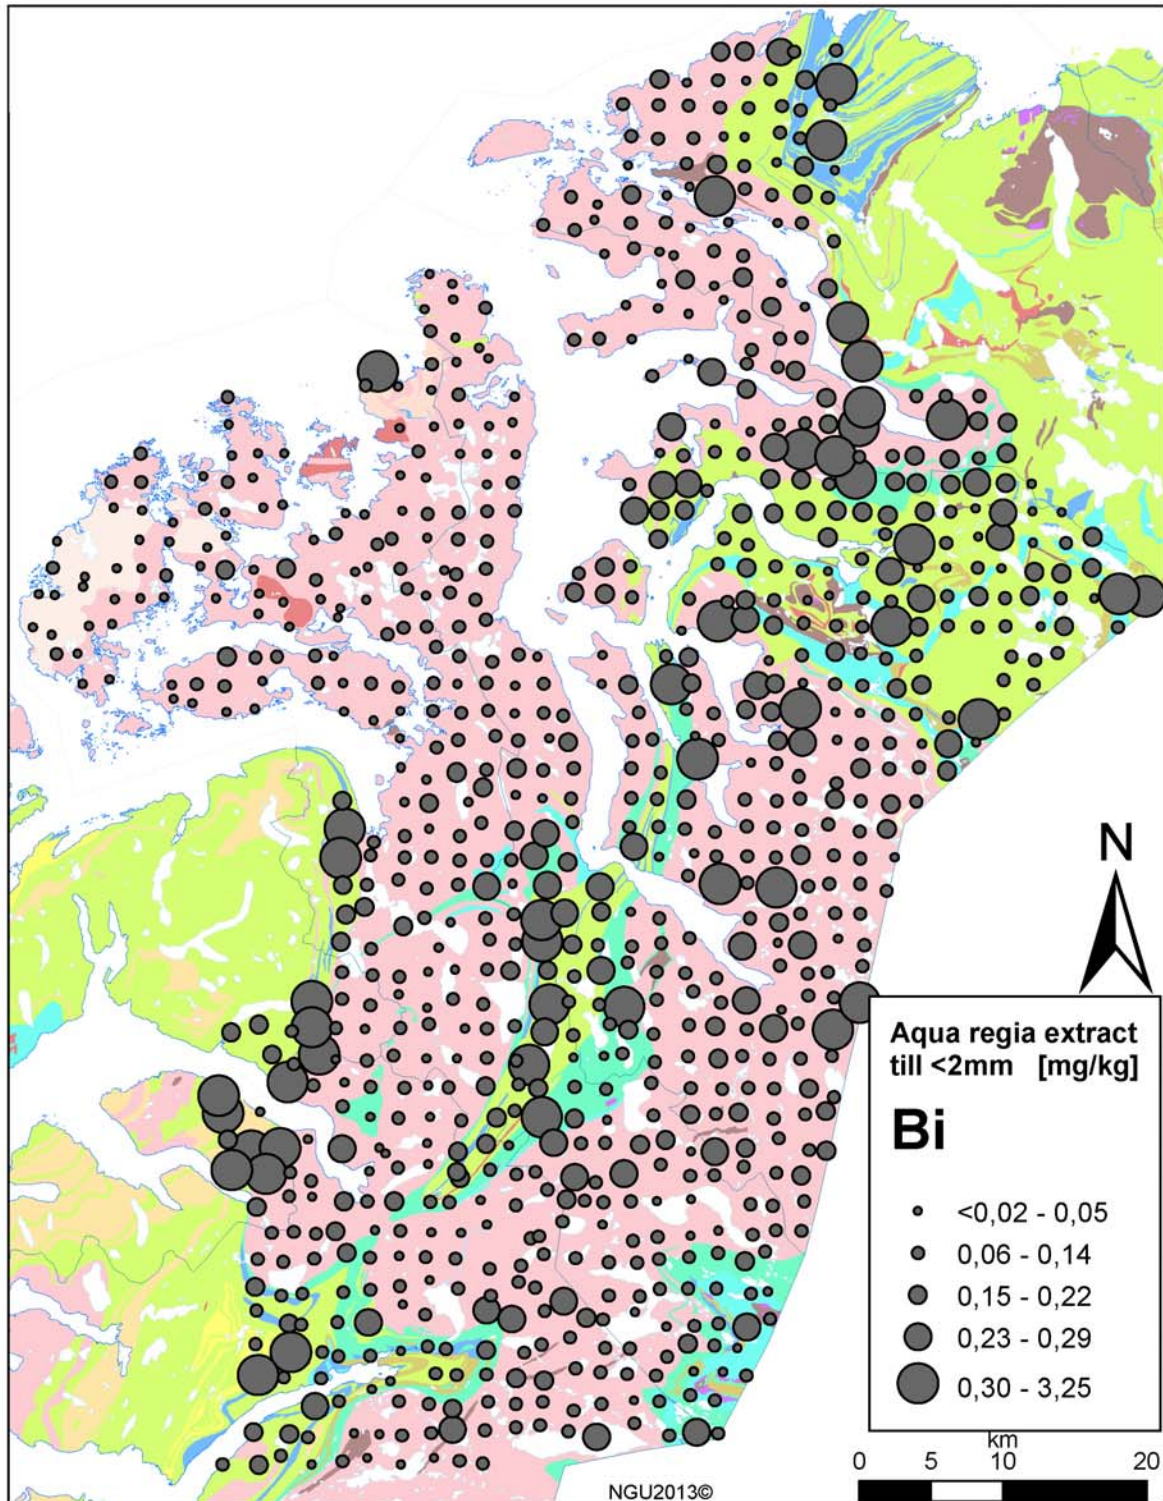 N
Aqua regia extract
till <2mm [mg/kg]
Bi
<0,02 - 0,05
0,06 - 0,14
0,15 - 0,22
0,23 - 0,29
0,30 - 3,25
km
0 5 10 20
NGU2013©